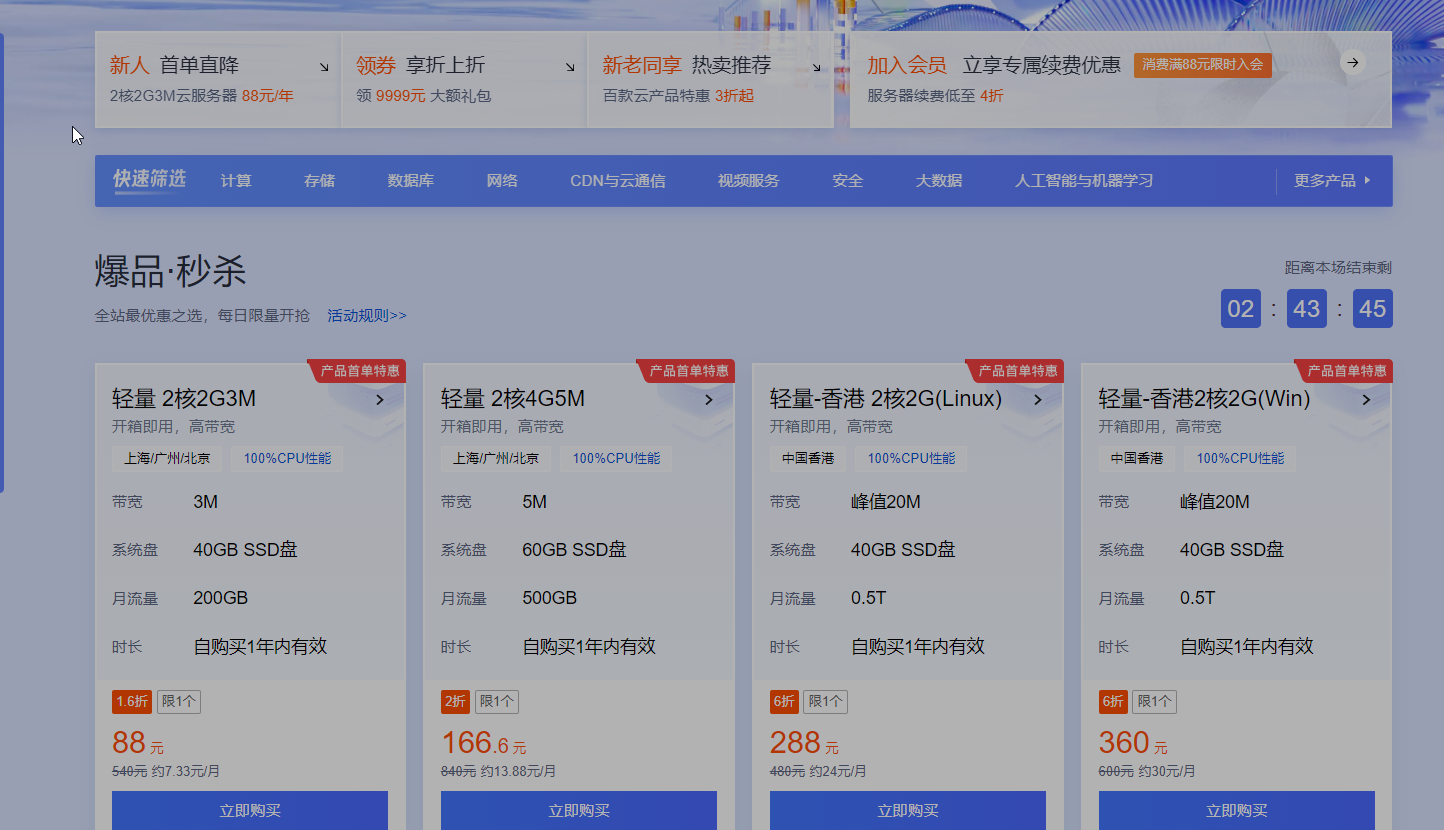 新人 首单直降
2核2G3M云服务器 88元/年
领券 享折上折
领 9999元 大额礼包
新老同享 热卖推荐
百款云产品特惠 3折起
加入会员 立享专属续费优惠 消费满88元限时入会
服务器续费低至 4折
快速筛选 计算 存储 数据库 网络 CDN与云通信 视频服务 安全 大数据 人工智能与机器学习 更多产品
爆品·秒杀
全站最优惠之选，每日限量开抢 活动规则>>
距离本场结束剩
02 : 43 : 45
产品首单特惠
轻量 2核2G3M
开箱即用，高带宽
上海/广州/北京 100%CPU性能
带宽 3M
系统盘 40GB SSD盘
月流量 200GB
时长 自购买1年内有效
1.6折 限1个
88 元
540元 约7.33元/月
立即购买
产品首单特惠
轻量 2核4G5M
开箱即用，高带宽
上海/广州/北京 100%CPU性能
带宽 5M
系统盘 60GB SSD盘
月流量 500GB
时长 自购买1年内有效
2折 限1个
166.6 元
840元 约13.88元/月
立即购买
产品首单特惠
轻量-香港 2核2G(Linux)
开箱即用，高带宽
中国香港 100%CPU性能
带宽 峰值20M
系统盘 40GB SSD盘
月流量 0.5T
时长 自购买1年内有效
6折 限1个
288 元
480元 约24元/月
立即购买
产品首单特惠
轻量-香港2核2G(Win)
开箱即用，高带宽
中国香港 100%CPU性能
带宽 峰值20M
系统盘 40GB SSD盘
月流量 0.5T
时长 自购买1年内有效
6折 限1个
360 元
600元 约30元/月
立即购买